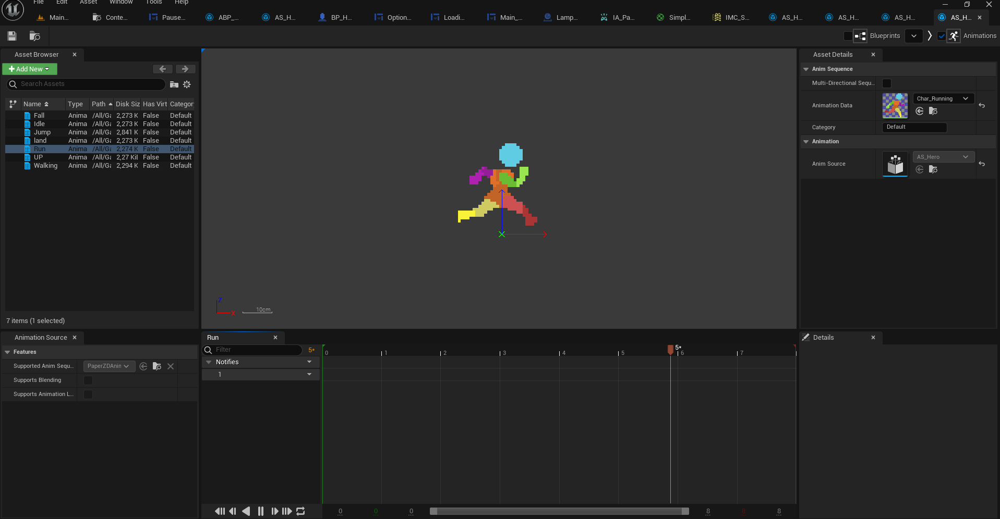 File Edit Asset Window Tools Help
Main... Conte... Pause... ABP_... AS_H... BP_H... Option... Loadi... Main_... Lamp... IA_Pa... Simpl... IMC_S... AS_H... AS_H... AS_H... AS_H...
Blueprints Animations
Asset Browser
Add New
Search Assets
Name Type Path Disk Siz Has Virt Categor
Fall Anima /All/Ga 2,273 K False Default
Idle Anima /All/Ga 2,273 K False Default
Jump Anima /All/Ga 2,841 K False Default
land Anima /All/Ga 2,273 K False Default
Run Anima /All/Ga 2,274 K False Default
UP Anima /All/Ga 2,27 KiE False Default
Walking Anima /All/Ga 2,294 K False Default
7 items (1 selected)
Z
X
10cm
Asset Details
Anim Sequence
Multi-Directional Sequ...
Animation Data Char_Running
Category Default
Animation
Anim Source AS_Hero
Animation Source
Features
Supported Anim Sequ... PaperZDAnin
Supports Blending
Supports Animation L...
Run
Filter 5*
Notifies
1
5*
0 1 2 3 4 5 6 7
0 0 0 8 8 8
Details